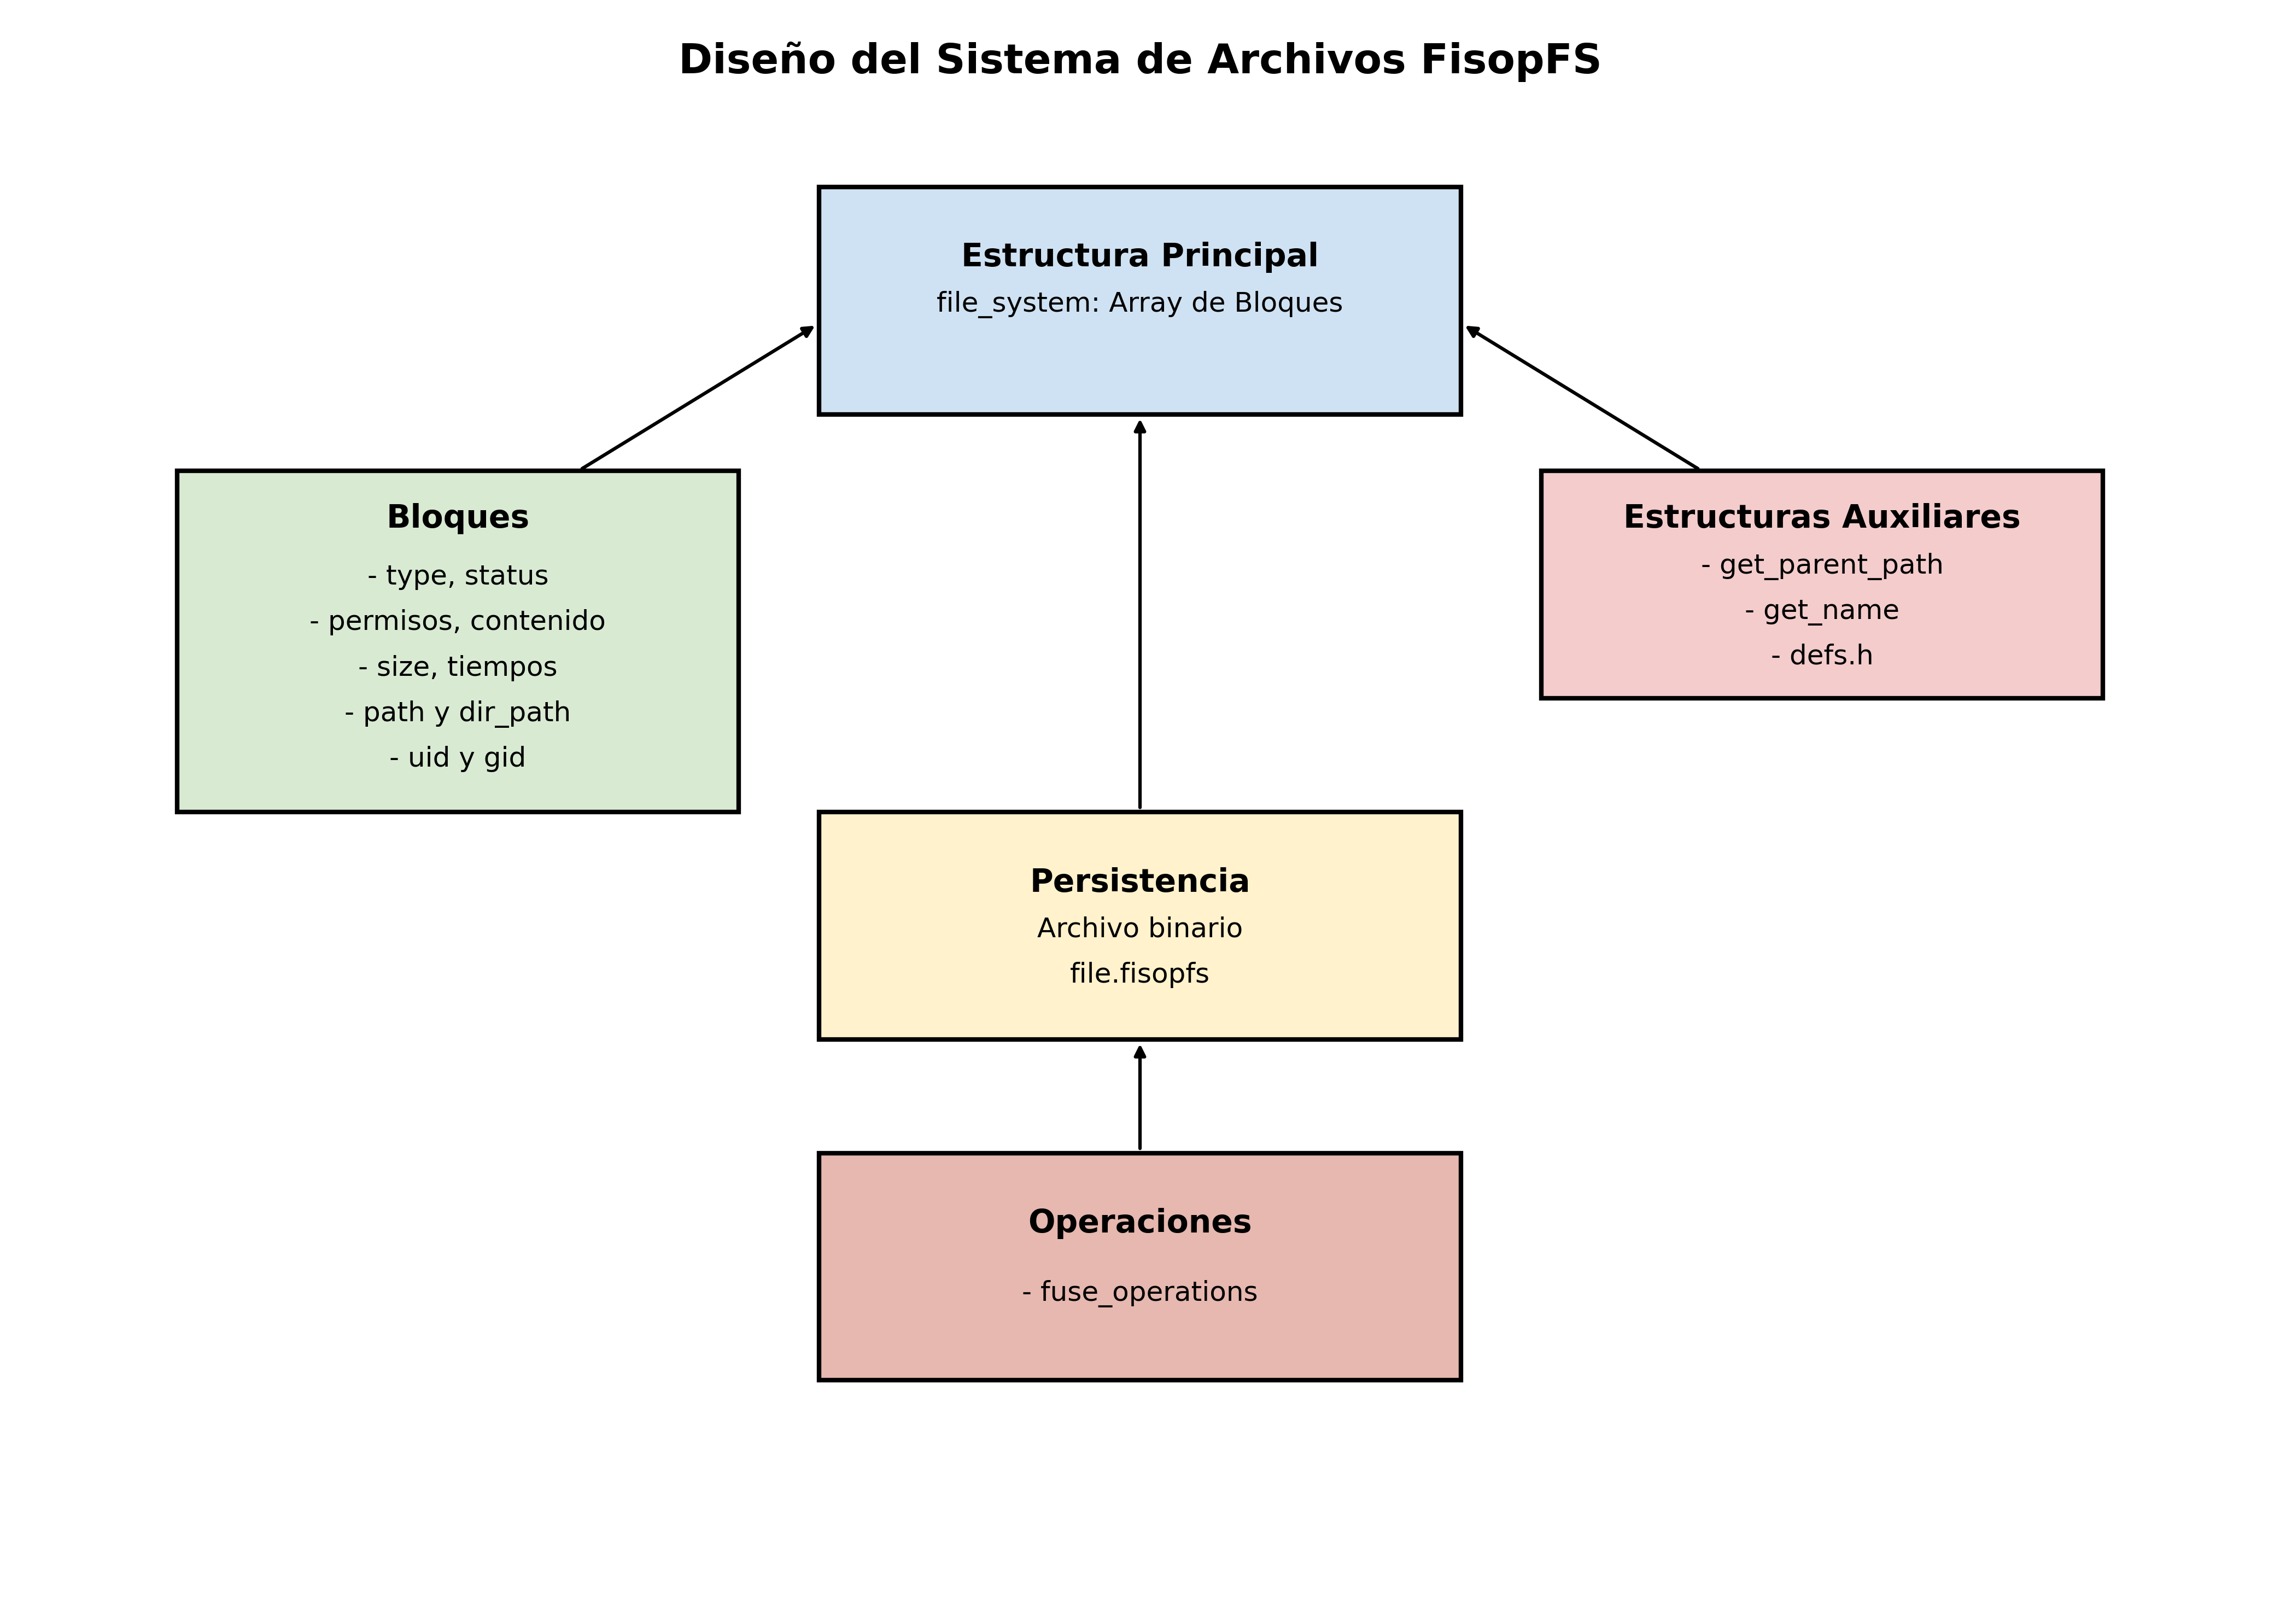 Diseño del Sistema de Archivos FisopFS
Estructura Principal
file_system: Array de Bloques
Bloques
- type, status
- permisos, contenido
- size, tiempos
- path y dir_path
- uid y gid
Estructuras Auxiliares
- get_parent_path
- get_name
- defs.h
Persistencia
Archivo binario
file.fisopfs
Operaciones
- fuse_operations